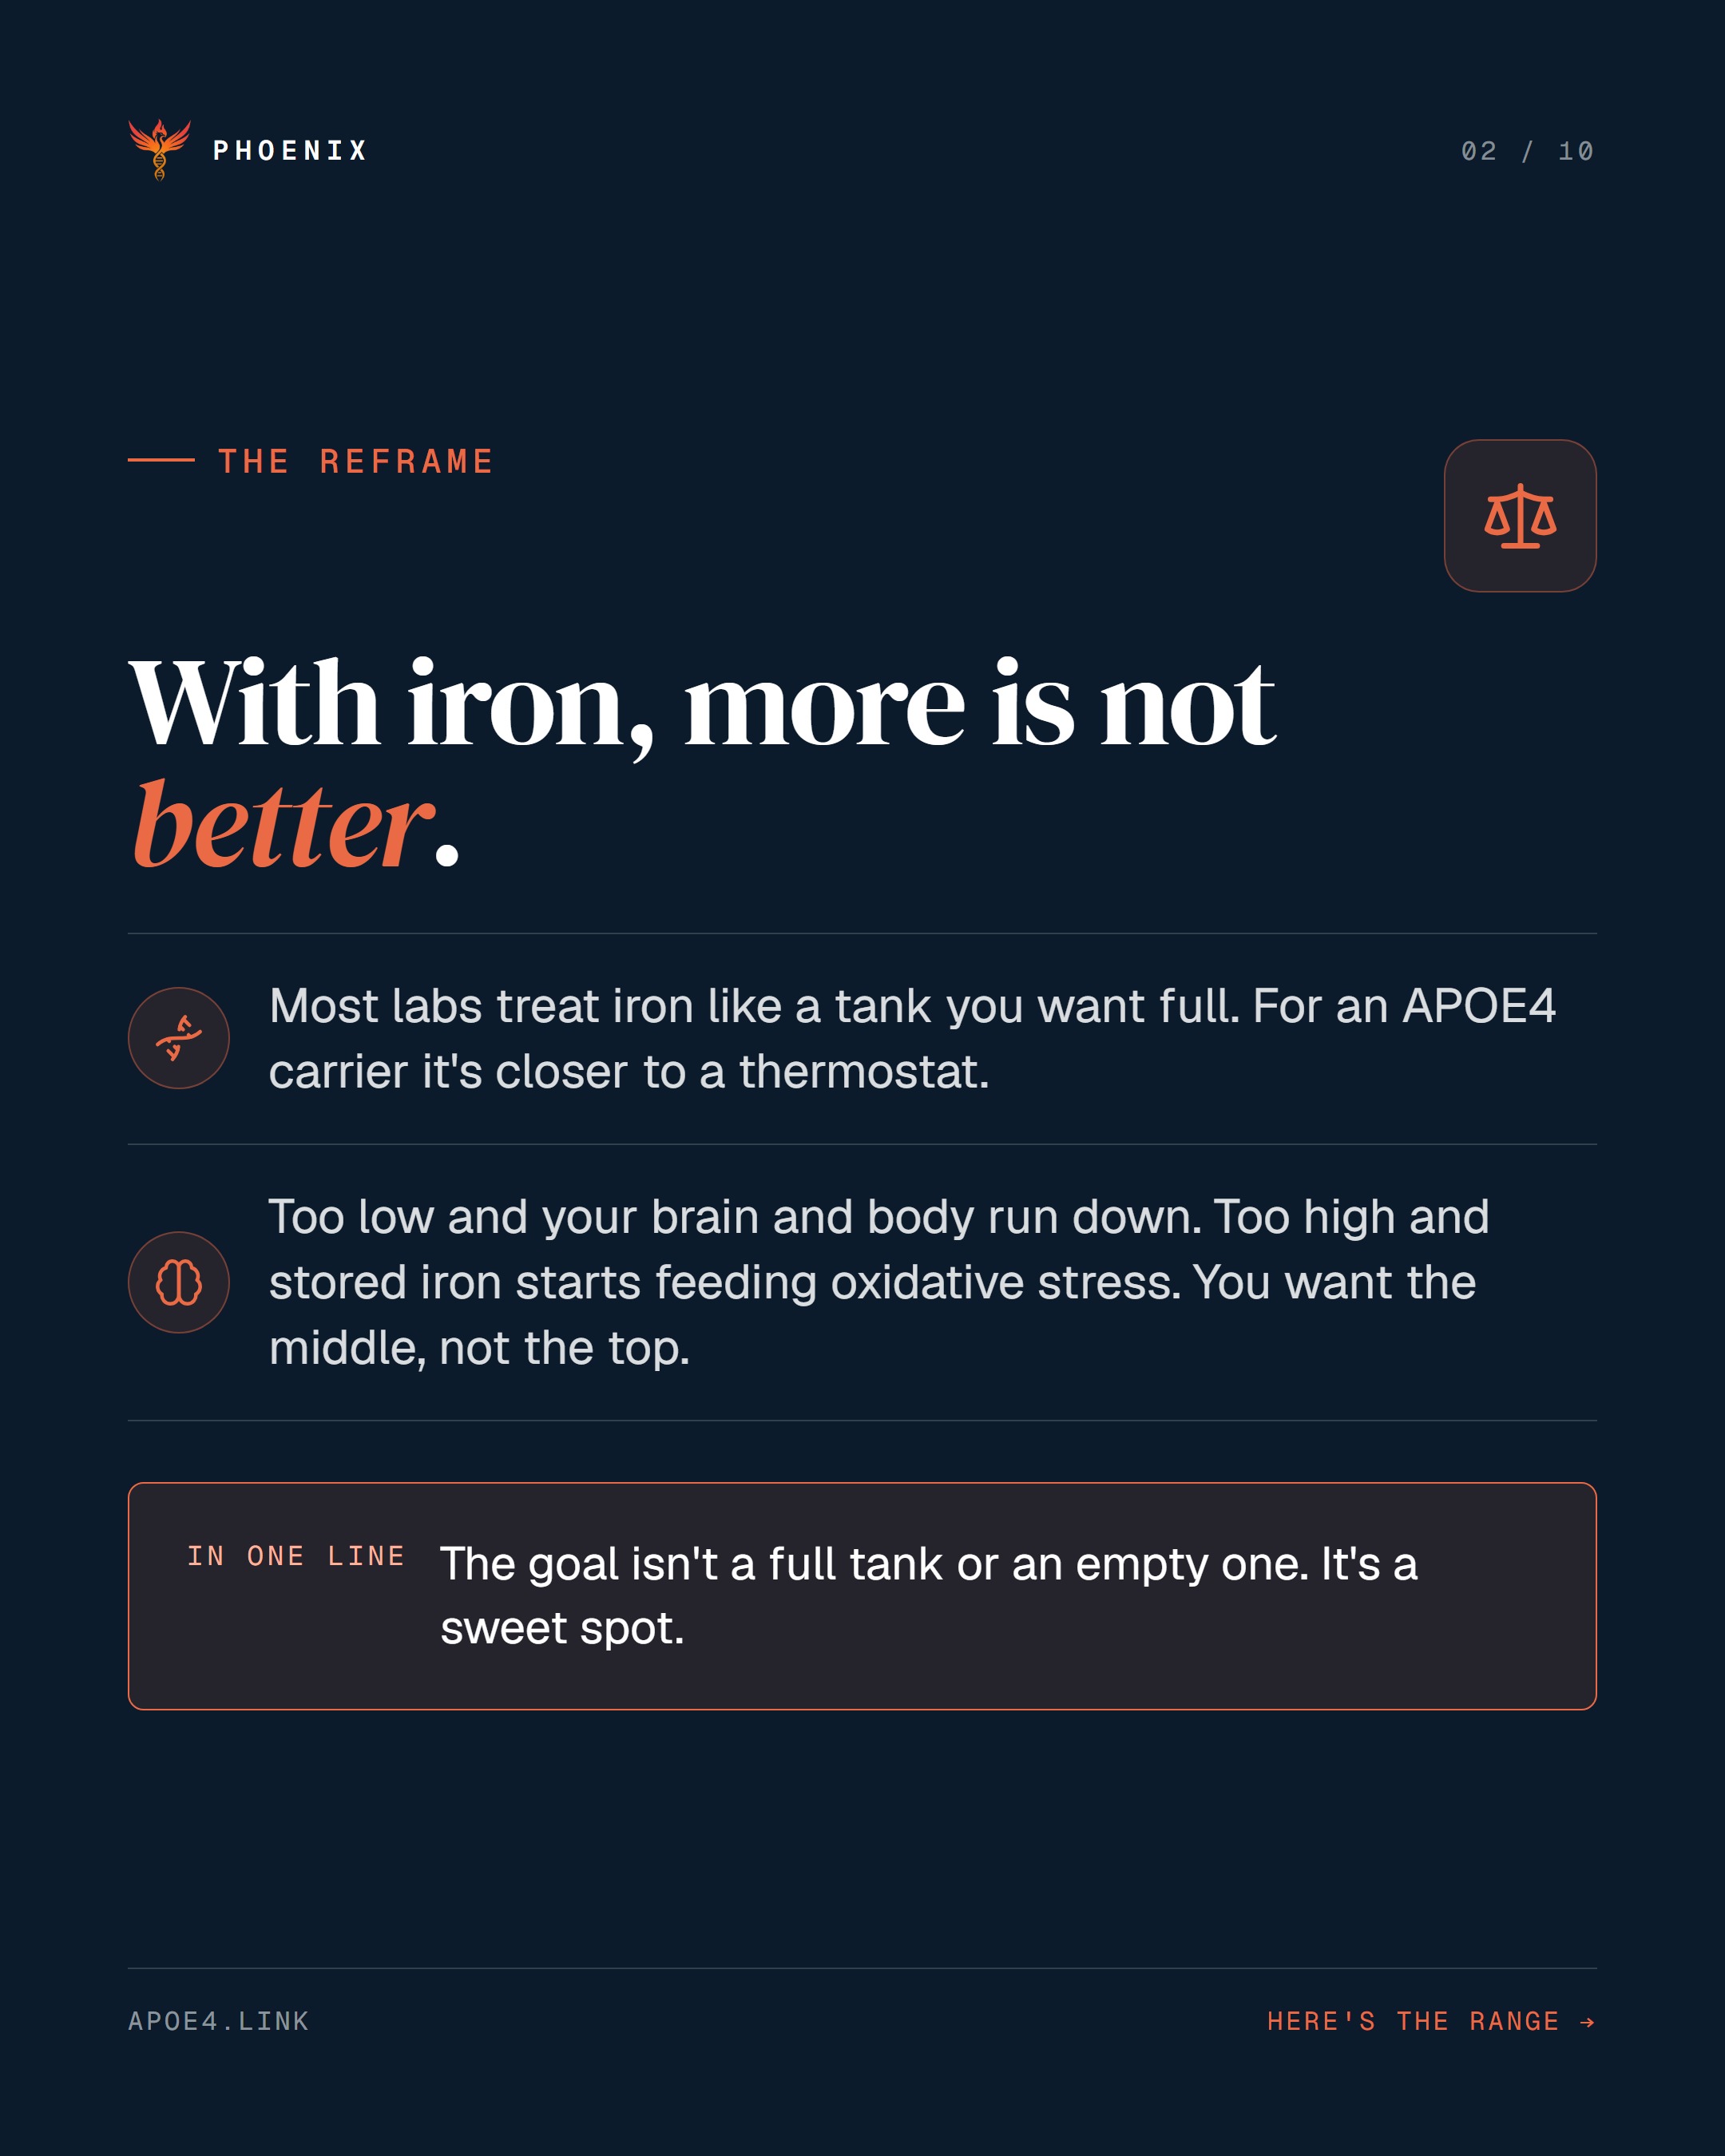 PHOENIX
02 / 10
THE REFRAME
With iron, more is not
better.
Most labs treat iron like a tank you want full. For an APOE4
carrier it's closer to a thermostat.
Too low and your brain and body run down. Too high and
stored iron starts feeding oxidative stress. You want the
middle, not the top.
IN ONE LINE
The goal isn't a full tank or an empty one. It's a
sweet spot.
APOE4.LINK
HERE'S THE RANGE →